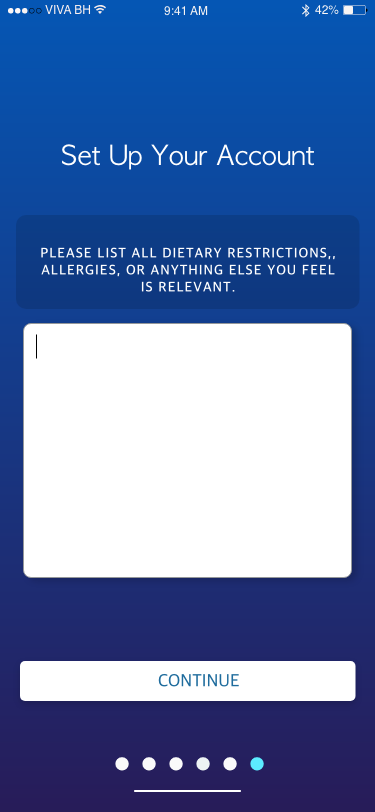 VIVA BH 9:41 AM 42%
Set Up Your Account
PLEASE LIST ALL DIETARY RESTRICTIONS,,
ALLERGIES, OR ANYTHING ELSE YOU FEEL
IS RELEVANT.
CONTINUE